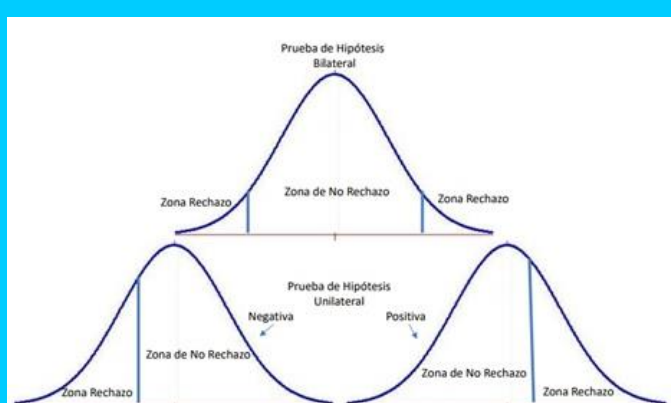 Prueba de Hipótesis
Bilateral
Zona Rechazo
Zona de No Rechazo
Zona Rechazo
Prueba de Hipótesis
Unilateral
Negativa
Positiva
Zona de No Rechazo
Zona Rechazo
Zona de No Rechazo
Zona Rechazo